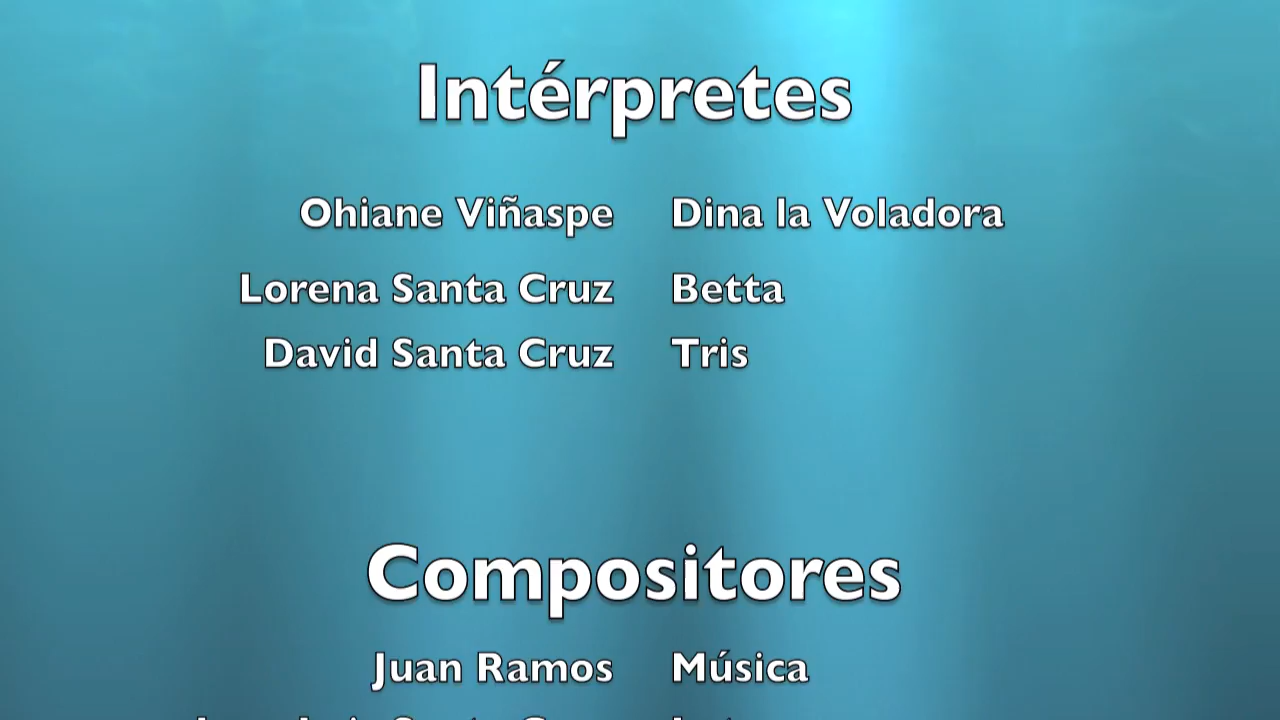 Intérpretes
Ohiane Viñaspe Dina la Voladora
Lorena Santa Cruz Betta
David Santa Cruz Tris
Compositores
Juan Ramos Música